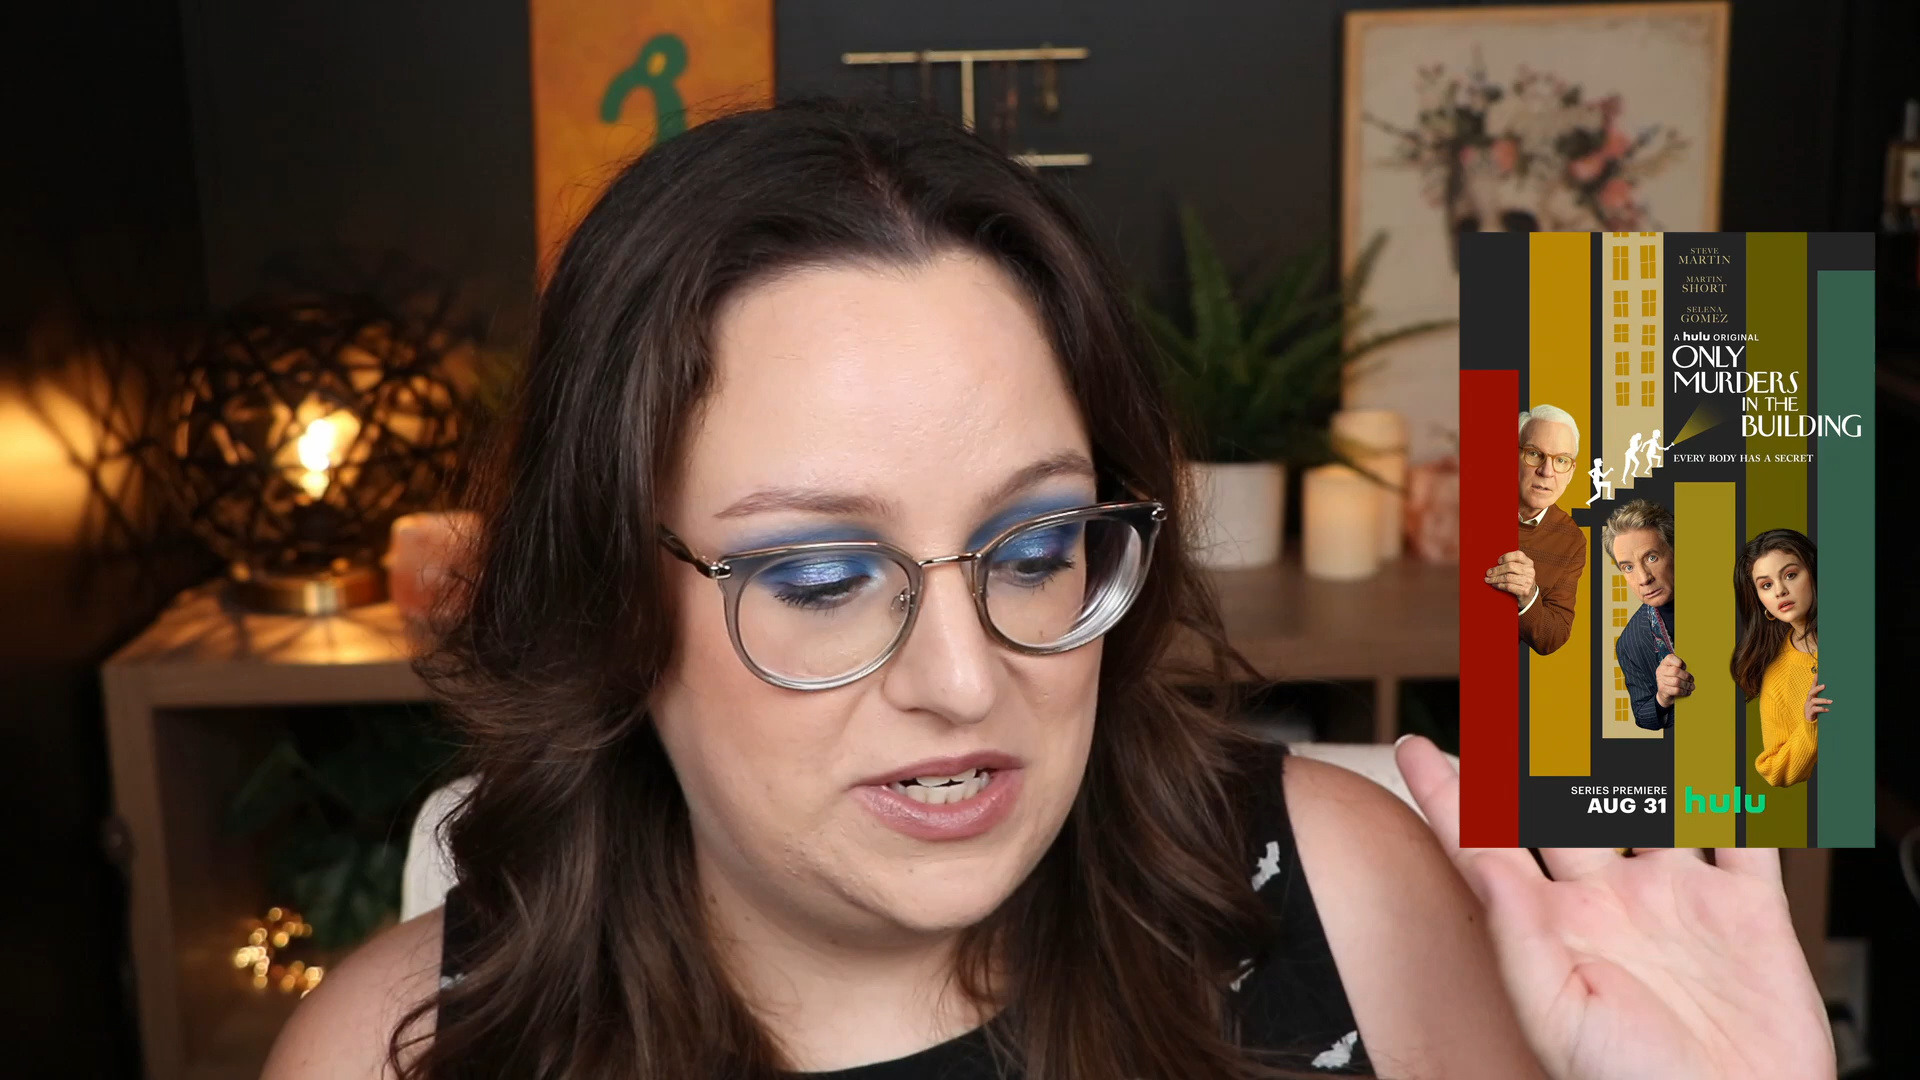 STEVE
MARTIN
MARTIN
SHORT
SELENA
GOMEZ
A hulu ORIGINAL
ONLY
MURDERS
IN THE
BUILDING
EVERY BODY HAS A SECRET
SERIES PREMIERE
AUG 31
hulu